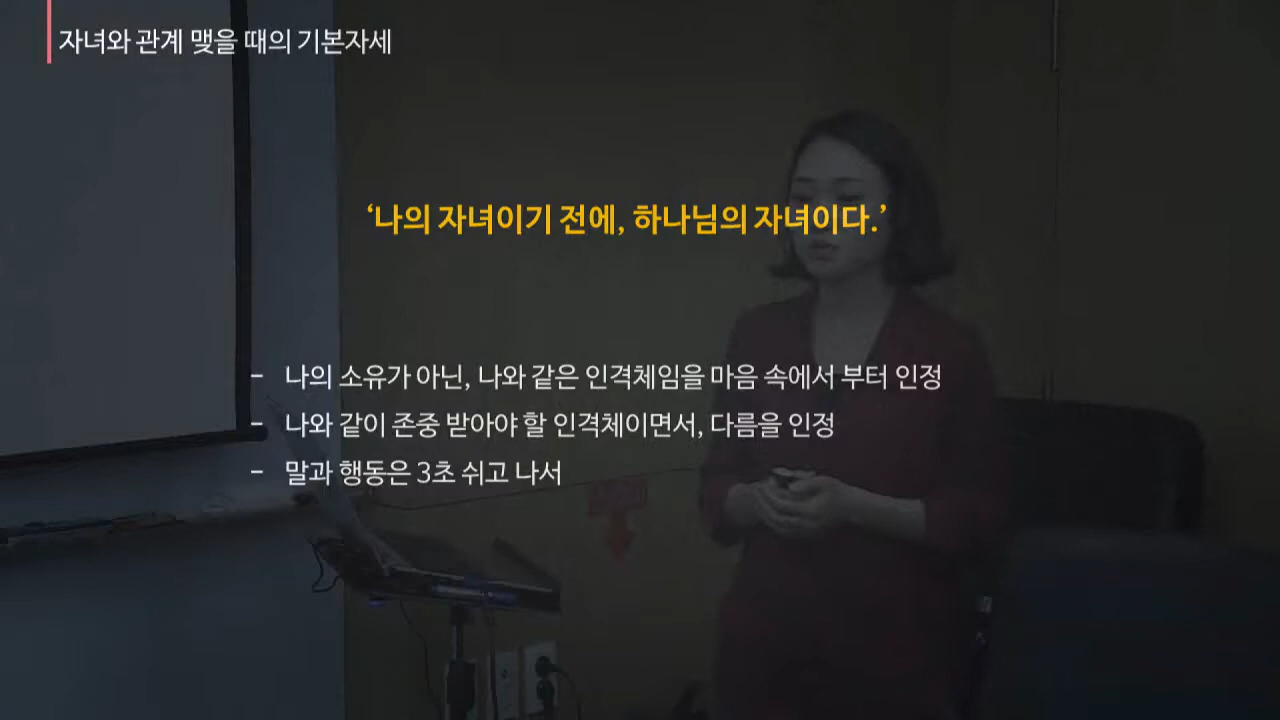 자녀와 관계 맺을 때의 기본자세
‘나의 자녀이기 전에, 하나님의 자녀이다.’
- 나의 소유가 아닌, 나와 같은 인격체임을 마음 속에서 부터 인정
- 나와 같이 존중 받아야 할 인격체이면서, 다름을 인정
- 말과 행동은 3초 쉬고 나서